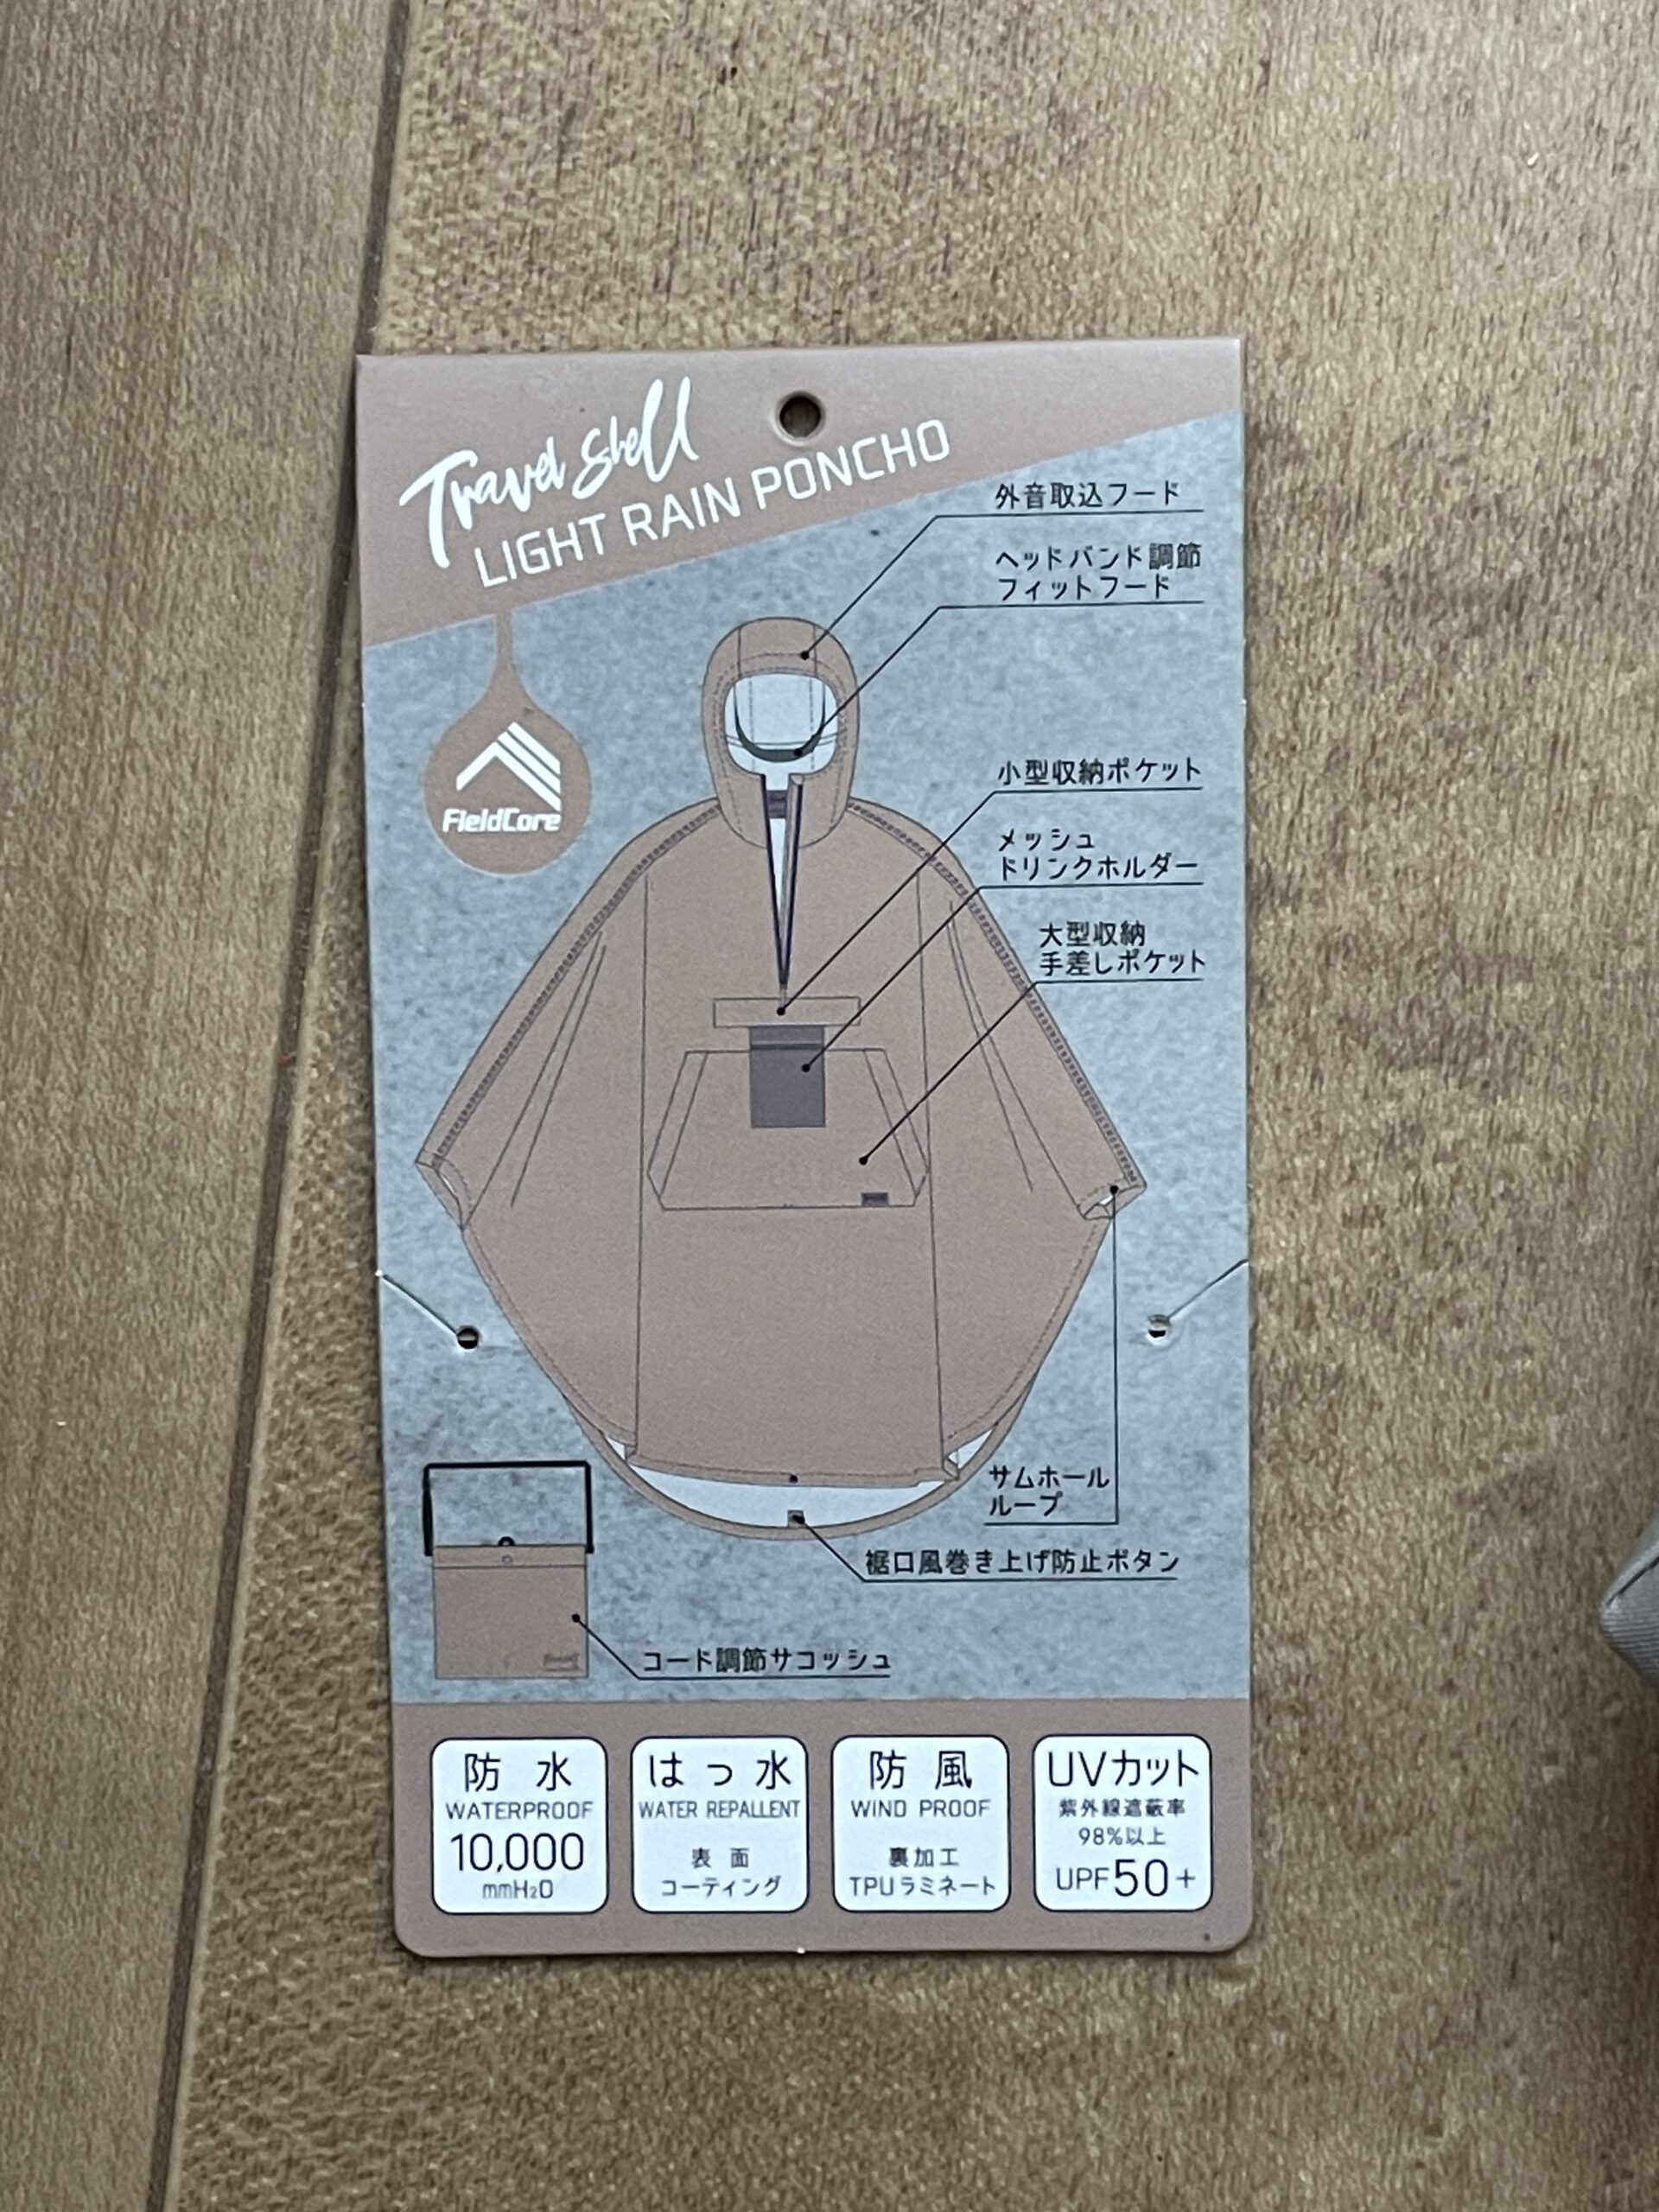 Travel Shell
LIGHT RAIN PONCHO
FieldCore
外音取込フード
ヘッドバンド調節
フィットフード
小型収納ポケット
メッシュ
ドリンクホルダー
大型収納
手差しポケット
サムホール
ループ
裾口風巻き上げ防止ボタン
コード調節サコッシュ
防水
WATERPROOF
10,000
mmH₂O
はっ水
WATER REPALLENT
表面
コーティング
防風
WIND PROOF
裏加工
TPUラミネート
UVカット
紫外線遮蔽率
98%以上
UPF50+